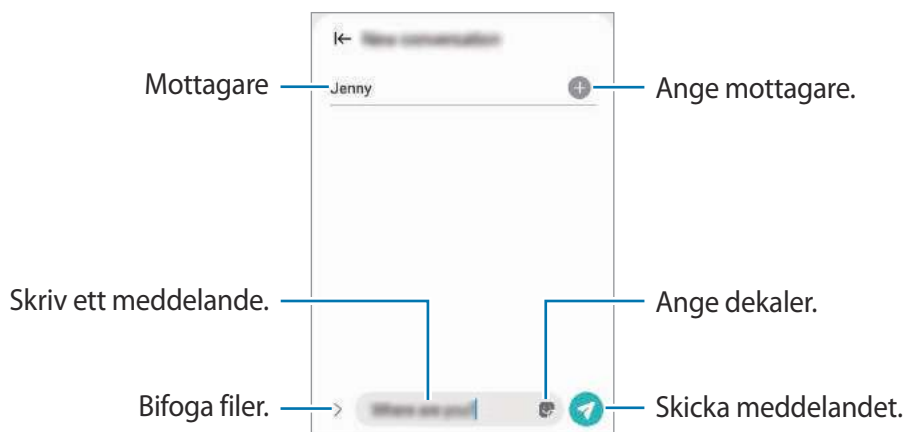 Mottagare
Jenny
Ange mottagare.
Skriv ett meddelande.
Ange dekaler.
Bifoga filer.
Skicka meddelandet.